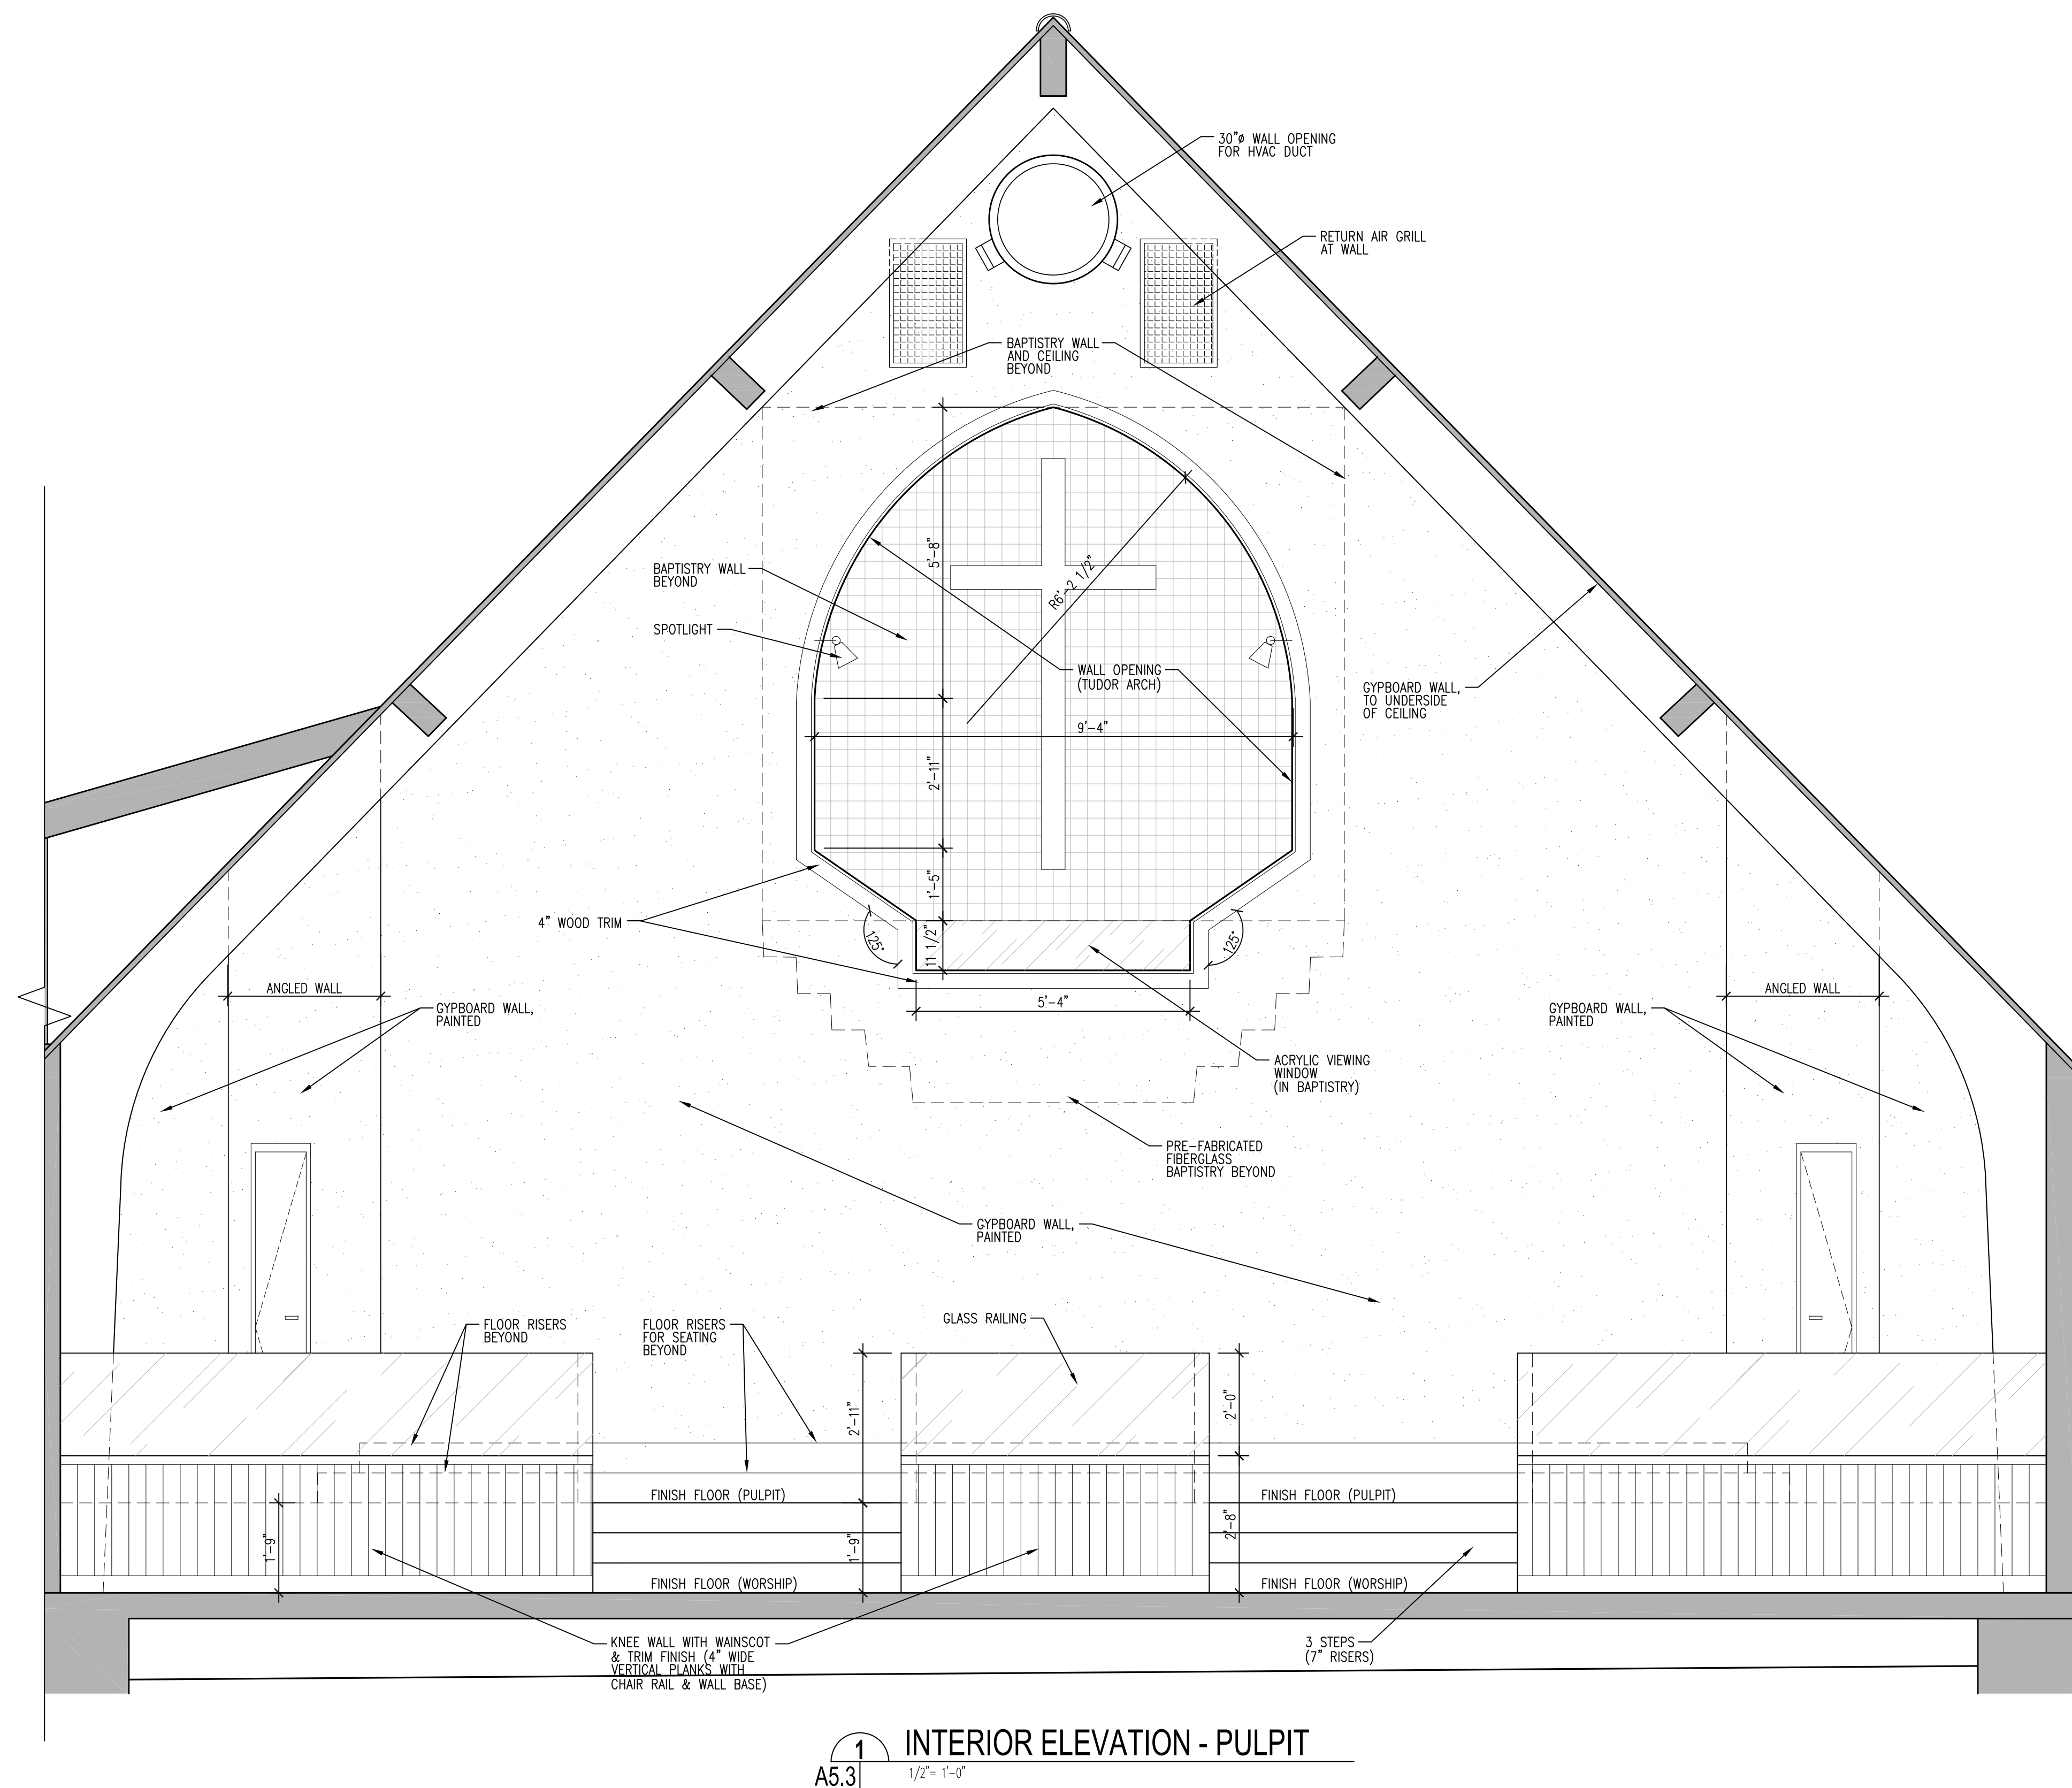 30"ø WALL OPENING
FOR HVAC DUCT
RETURN AIR GRILL
AT WALL
BAPTISTRY WALL
AND CEILING
BEYOND
5'-8"
BAPTISTRY WALL
BEYOND
R6'-2 1/2"
SPOTLIGHT
WALL OPENING
(TUDOR ARCH)
GYPBOARD WALL,
TO UNDERSIDE
OF CEILING
9'-4"
2'-11"
1'-5"
4" WOOD TRIM
125°
11 1/2"
125°
ANGLED WALL
ANGLED WALL
5'-4"
GYPBOARD WALL,
PAINTED
GYPBOARD WALL,
PAINTED
ACRYLIC VIEWING
WINDOW
(IN BAPTISTRY)
PRE-FABRICATED
FIBERGLASS
BAPTISTRY BEYOND
GYPBOARD WALL,
PAINTED
FLOOR RISERS
BEYOND
FLOOR RISERS
FOR SEATING
BEYOND
GLASS RAILING
2'-11"
2'-0"
FINISH FLOOR (PULPIT)
FINISH FLOOR (PULPIT)
1'-9"
1'-9"
2'-8"
FINISH FLOOR (WORSHIP)
FINISH FLOOR (WORSHIP)
KNEE WALL WITH WAINSCOT
& TRIM FINISH (4" WIDE
VERTICAL PLANKS WITH
CHAIR RAIL & WALL BASE)
3 STEPS
(7" RISERS)
1
INTERIOR ELEVATION - PULPIT
A5.3
1/2"= 1'-0"